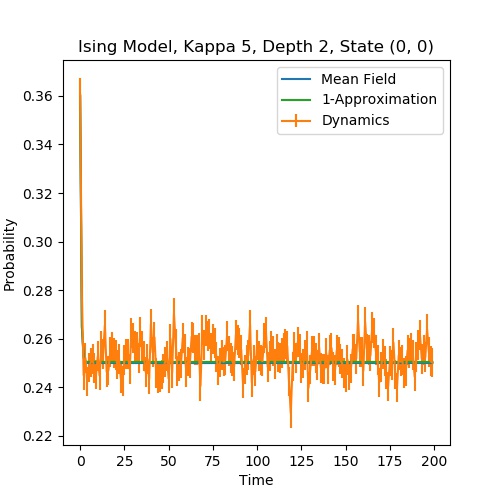 Ising Model, Kappa 5, Depth 2, State (0, 0)
Mean Field
1-Approximation
Dynamics
Probability
0.36
0.34
0.32
0.30
0.28
0.26
0.24
0.22
0 25 50 75 100 125 150 175 200
Time